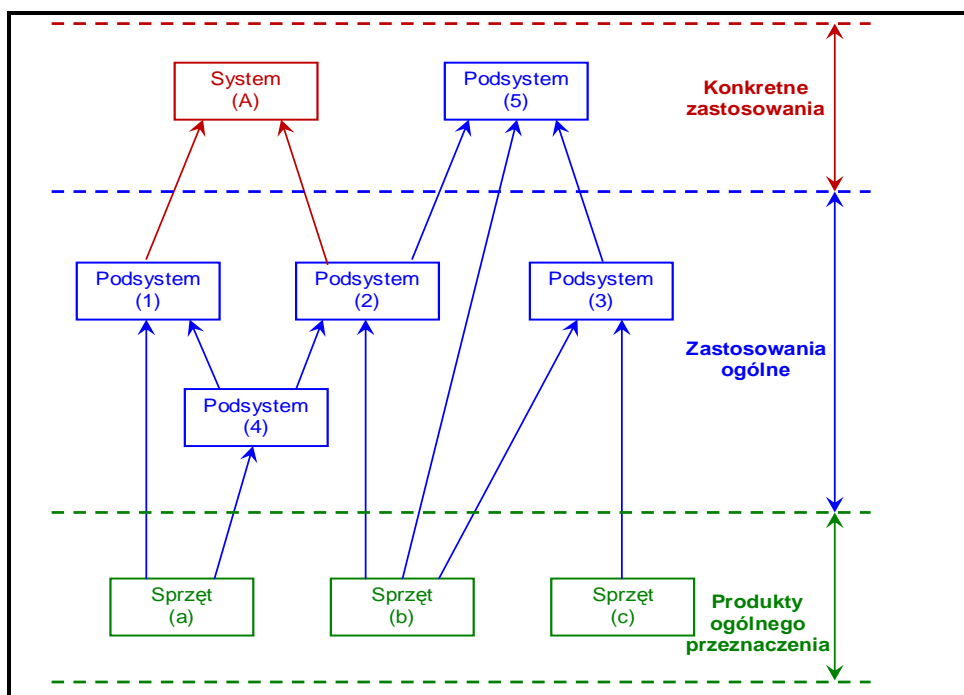 System
(A)
Podsystem
(5)
Konkretne
zastosowania
Podsystem
(1)
Podsystem
(2)
Podsystem
(3)
Zastosowania
ogólne
Podsystem
(4)
Sprzęt
(a)
Sprzęt
(b)
Sprzęt
(c)
Produkty
ogólnego
przeznaczenia